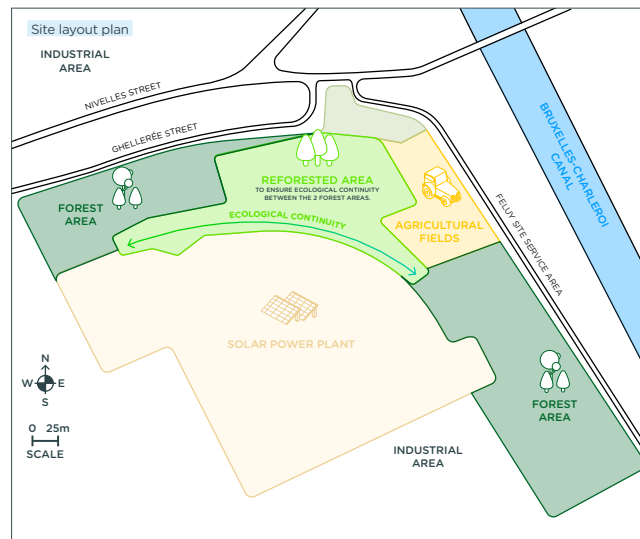 Site layout plan
INDUSTRIAL
AREA
NIVELLES STREET
GHELLERÉE STREET
BRUXELLES-CHARLEROI
CANAL
REFORESTED AREA
TO ENSURE ECOLOGICAL CONTINUITY
BETWEEN THE 2 FOREST AREAS.
FOREST
AREA
ECOLOGICAL CONTINUITY
AGRICULTURAL
FIELDS
FELUY SITE SERVICE AREA
SOLAR POWER PLANT
N
W E
S
0 25m
SCALE
FOREST
AREA
INDUSTRIAL
AREA